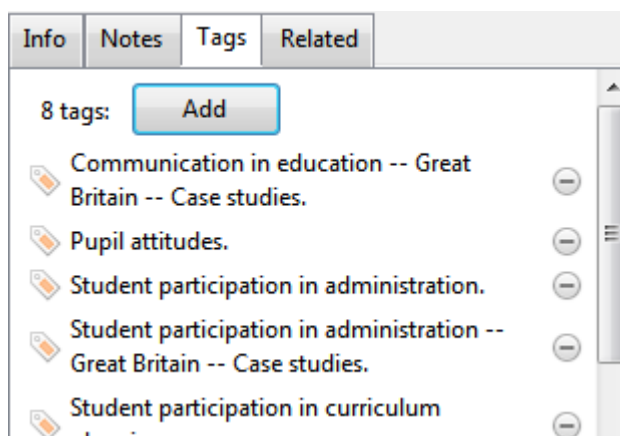 Info Notes Tags Related
8 tags: Add
Communication in education -- Great
Britain -- Case studies.
Pupil attitudes.
Student participation in administration.
Student participation in administration --
Great Britain -- Case studies.
Student participation in curriculum